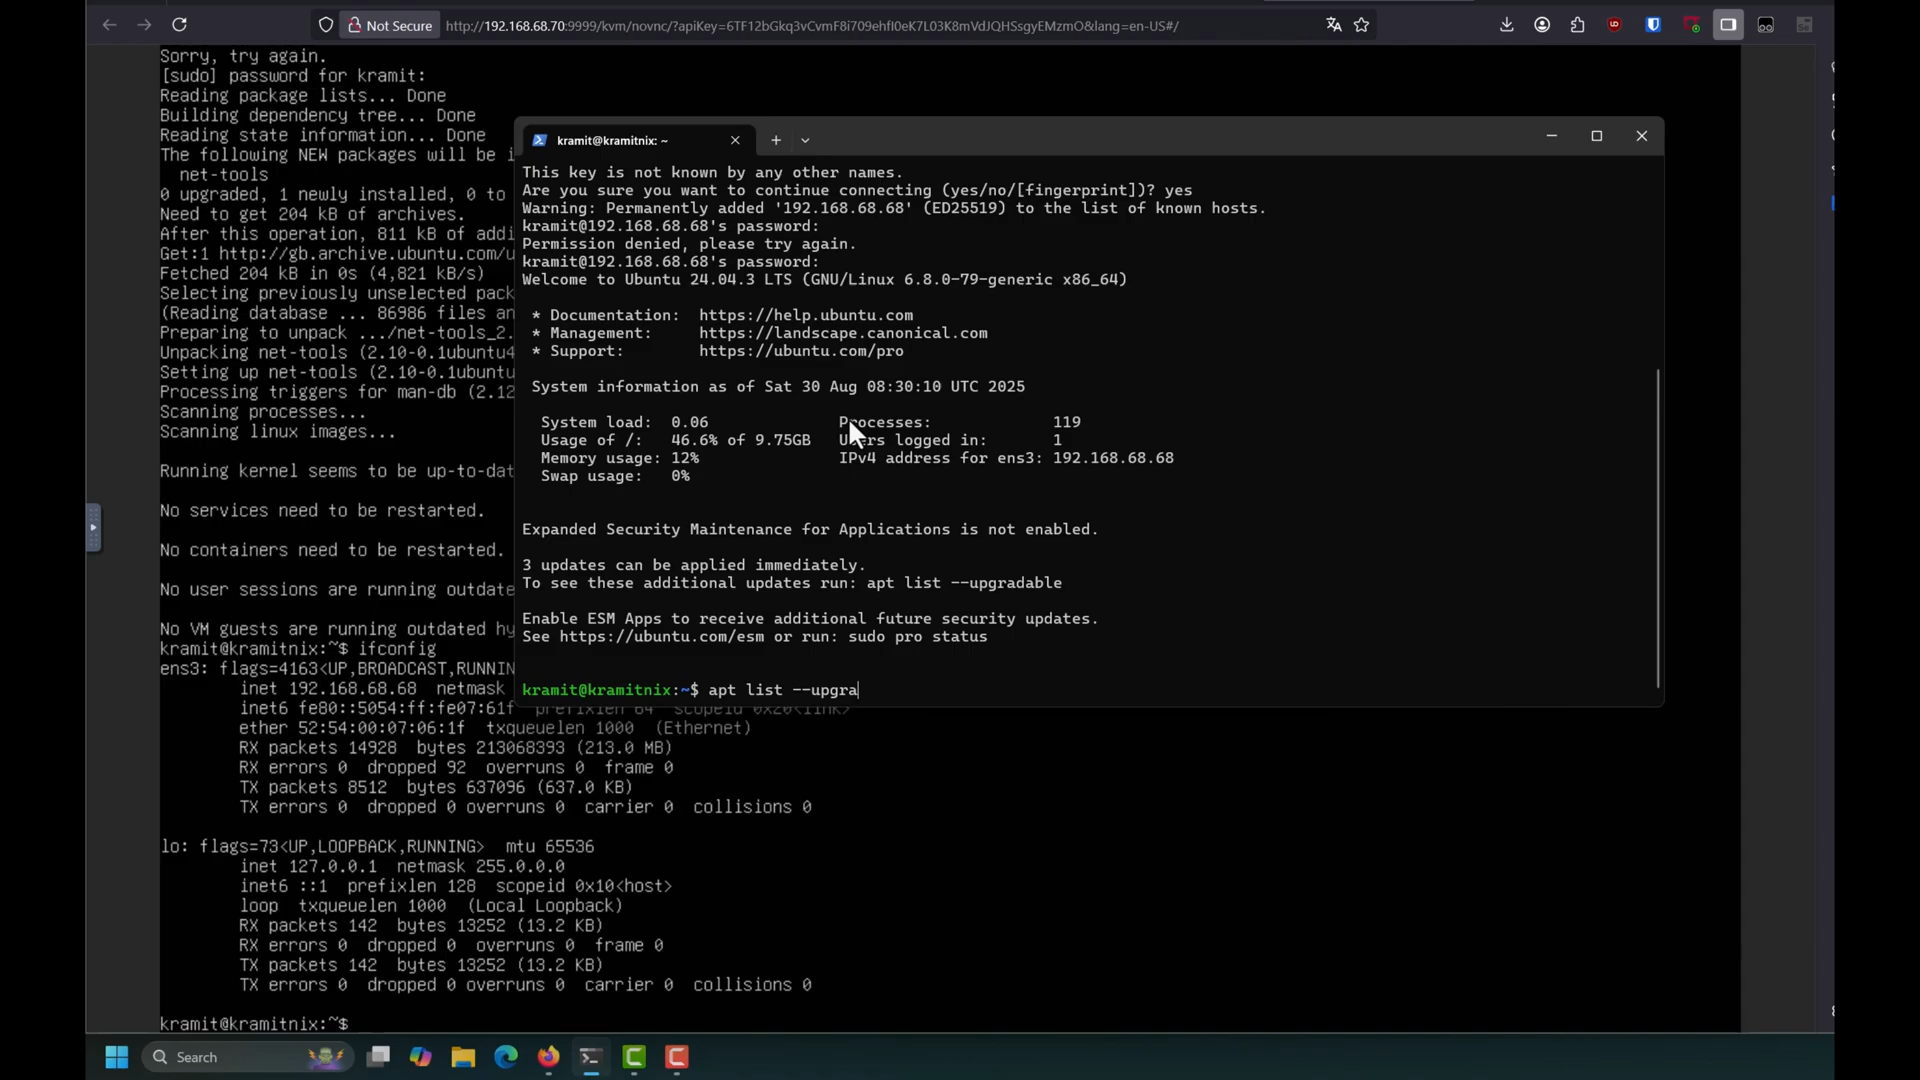 Not Secure
http://192.168.68.70:9999/kvm/novnc/?apiKey=6TF12bGkq3vCvmF8i709ehfI0eK7L03K8mVdJQHSsgyEMzmO&lang=en-US#/
Sorry, try again.
[sudo] password for kramit:
Reading package lists... Done
Building dependency tree... Done
Reading state information... Done
The following NEW packages will be i
net-tools
0 upgraded, 1 newly installed, 0 to
Need to get 204 kB of archives.
After this operation, 811 kB of addi
Get:1 http://gb.archive.ubuntu.com/u
Fetched 204 kB in 0s (4,821 kB/s)
Selecting previously unselected pack
(Reading database ... 86986 files an
Preparing to unpack .../net-tools_2.
Unpacking net-tools (2.10-0.1ubuntu4
Setting up net-tools (2.10-0.1ubuntu
Processing triggers for man-db (2.12
Scanning processes...
Scanning linux images...
Running kernel seems to be up-to-dat
No services need to be restarted.
No containers need to be restarted.
No user sessions are running outdate
No VM guests are running outdated hy
kramit@kramitnix:~$ ifconfig
ens3: flags=4163<UP,BROADCAST,RUNNIN
inet 192.168.68.68 netmask
inet6 fe80::5054:ff:fe07:61f prefixlen 64 scopeid 0x20<link>
ether 52:54:00:07:06:1f txqueuelen 1000 (Ethernet)
RX packets 14928 bytes 213068393 (213.0 MB)
RX errors 0 dropped 92 overruns 0 frame 0
TX packets 8512 bytes 637096 (637.0 KB)
TX errors 0 dropped 0 overruns 0 carrier 0 collisions 0
lo: flags=73<UP,LOOPBACK,RUNNING> mtu 65536
inet 127.0.0.1 netmask 255.0.0.0
inet6 ::1 prefixlen 128 scopeid 0x10<host>
loop txqueuelen 1000 (Local Loopback)
RX packets 142 bytes 13252 (13.2 KB)
RX errors 0 dropped 0 overruns 0 frame 0
TX packets 142 bytes 13252 (13.2 KB)
TX errors 0 dropped 0 overruns 0 carrier 0 collisions 0
kramit@kramitnix:~$
kramit@kramitnix: ~
This key is not known by any other names.
Are you sure you want to continue connecting (yes/no/[fingerprint])? yes
Warning: Permanently added '192.168.68.68' (ED25519) to the list of known hosts.
kramit@192.168.68.68's password:
Permission denied, please try again.
kramit@192.168.68.68's password:
Welcome to Ubuntu 24.04.3 LTS (GNU/Linux 6.8.0-79-generic x86_64)
* Documentation: https://help.ubuntu.com
* Management: https://landscape.canonical.com
* Support: https://ubuntu.com/pro
System information as of Sat 30 Aug 08:30:10 UTC 2025
System load: 0.06 Processes: 119
Usage of /: 46.6% of 9.75GB Users logged in: 1
Memory usage: 12% IPv4 address for ens3: 192.168.68.68
Swap usage: 0%
Expanded Security Maintenance for Applications is not enabled.
3 updates can be applied immediately.
To see these additional updates run: apt list --upgradable
Enable ESM Apps to receive additional future security updates.
See https://ubuntu.com/esm or run: sudo pro status
kramit@kramitnix:~$ apt list --upgra
Search